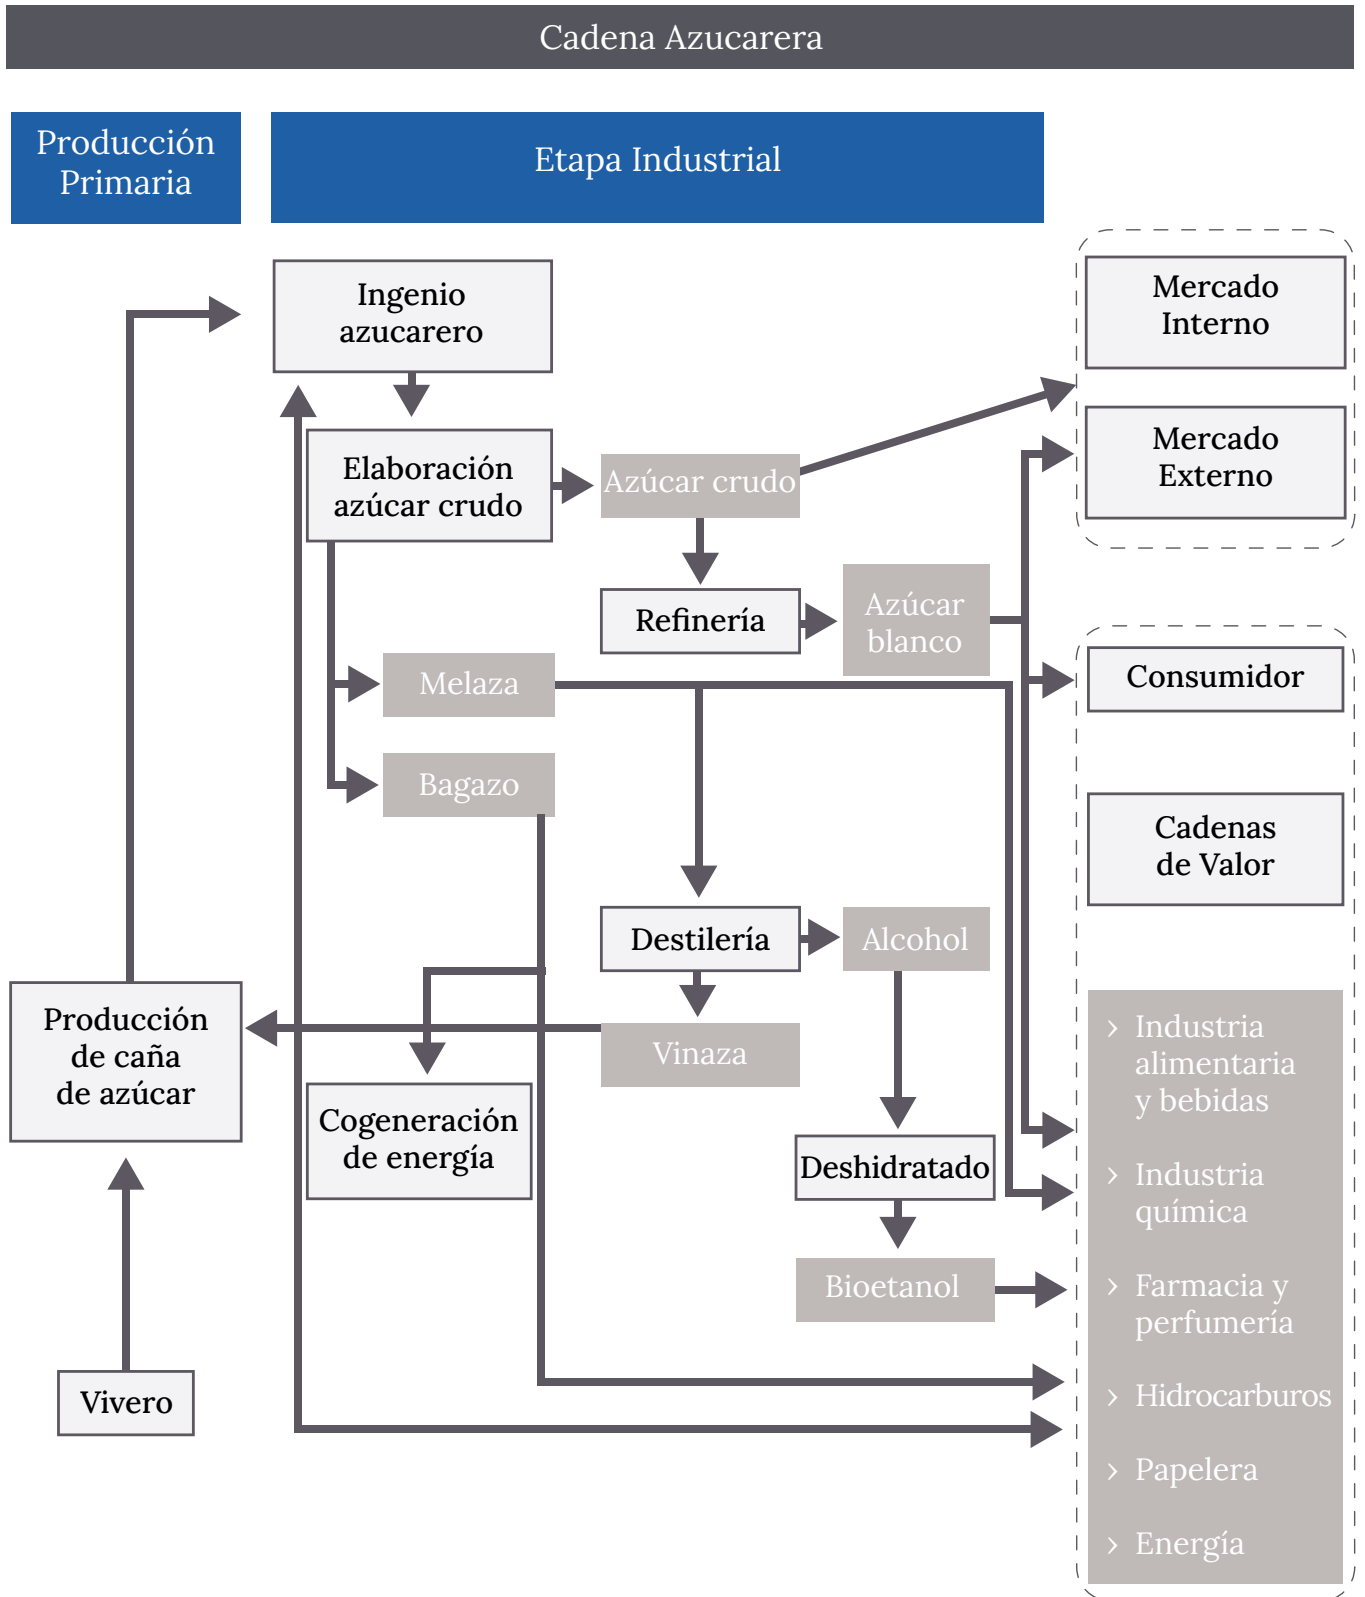 Cadena Azucarera
Producción
Primaria
Etapa Industrial
Ingenio
azucarero
Mercado
Interno
Elaboración
azúcar crudo
Azúcar crudo
Mercado
Externo
Refinería
Azúcar
blanco
Melaza
Consumidor
Bagazo
Cadenas
de Valor
Destilería
Alcohol
Producción
de caña
de azúcar
Vinaza
Cogeneración
de energía
Deshidratado
Bioetanol
Vivero
› Industria
alimentaria
y bebidas
› Industria
química
› Farmacia y
perfumería
› Hidrocarburos
› Papelera
› Energía